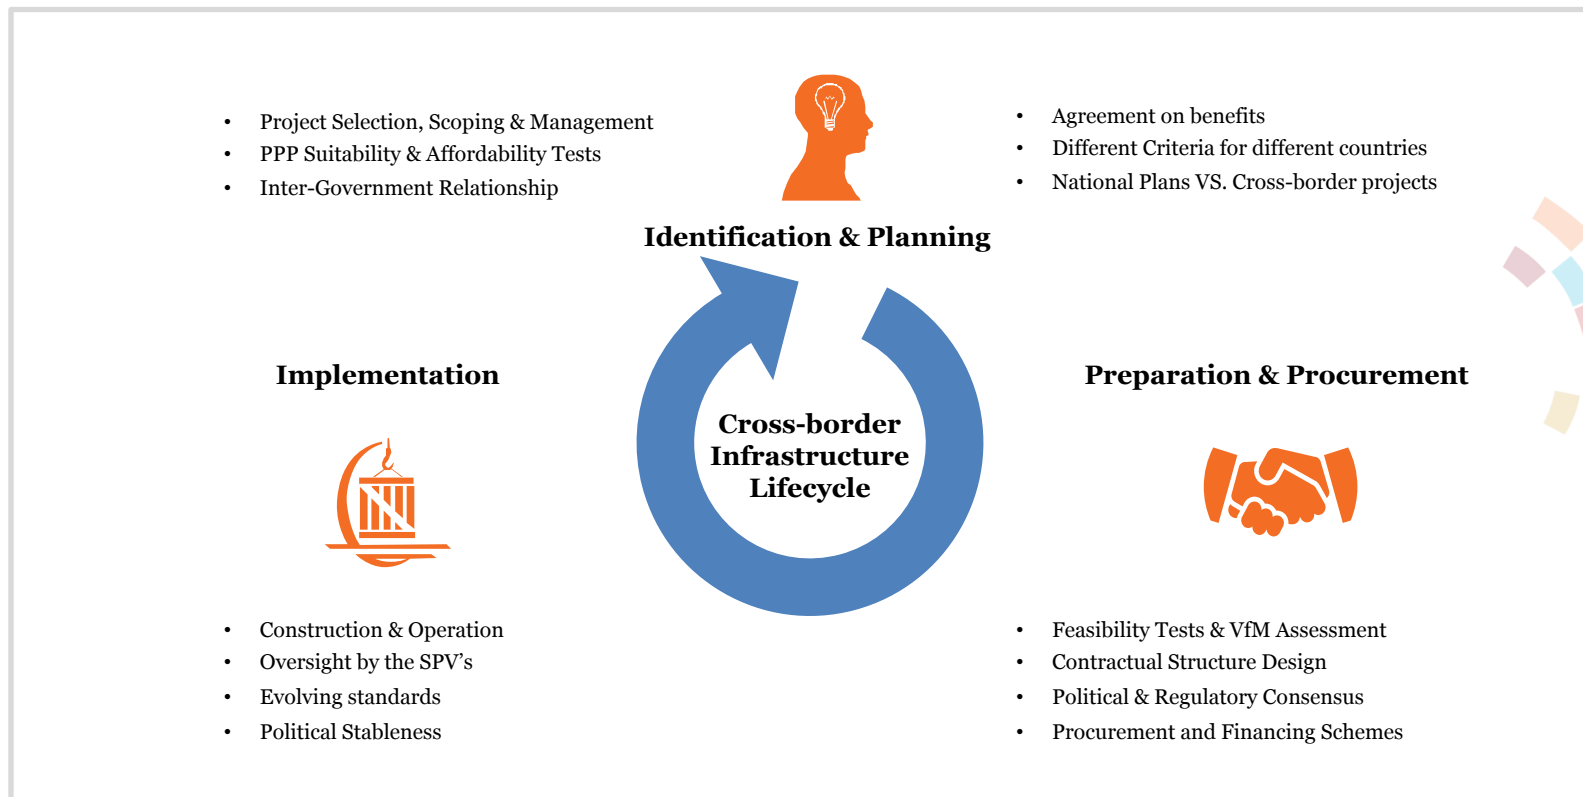 • Project Selection, Scoping & Management
• PPP Suitability & Affordability Tests
• Inter-Government Relationship
• Agreement on benefits
• Different Criteria for different countries
• National Plans VS. Cross-border projects
Identification & Planning
Implementation
Preparation & Procurement
Cross-border
Infrastructure
Lifecycle
• Construction & Operation
• Oversight by the SPV’s
• Evolving standards
• Political Stableness
• Feasibility Tests & VfM Assessment
• Contractual Structure Design
• Political & Regulatory Consensus
• Procurement and Financing Schemes